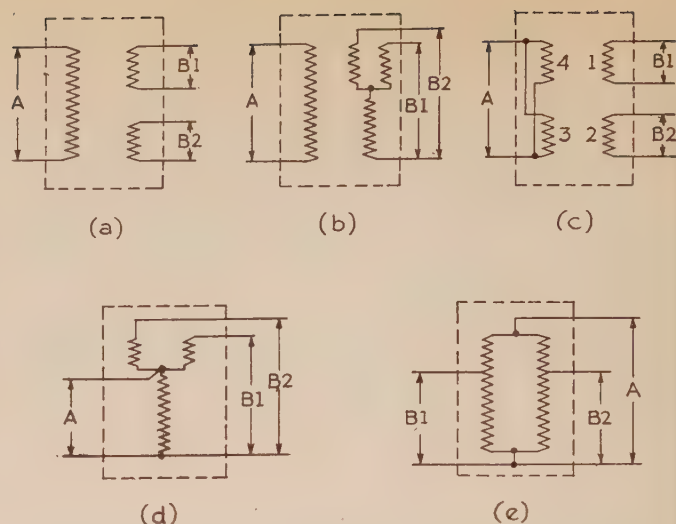 A B1 B2
(a)
A B1 B2
(b)
A 4 1 B1
3 2 B2
(c)
A B1 B2
(d)
B1 B2 A
(e)